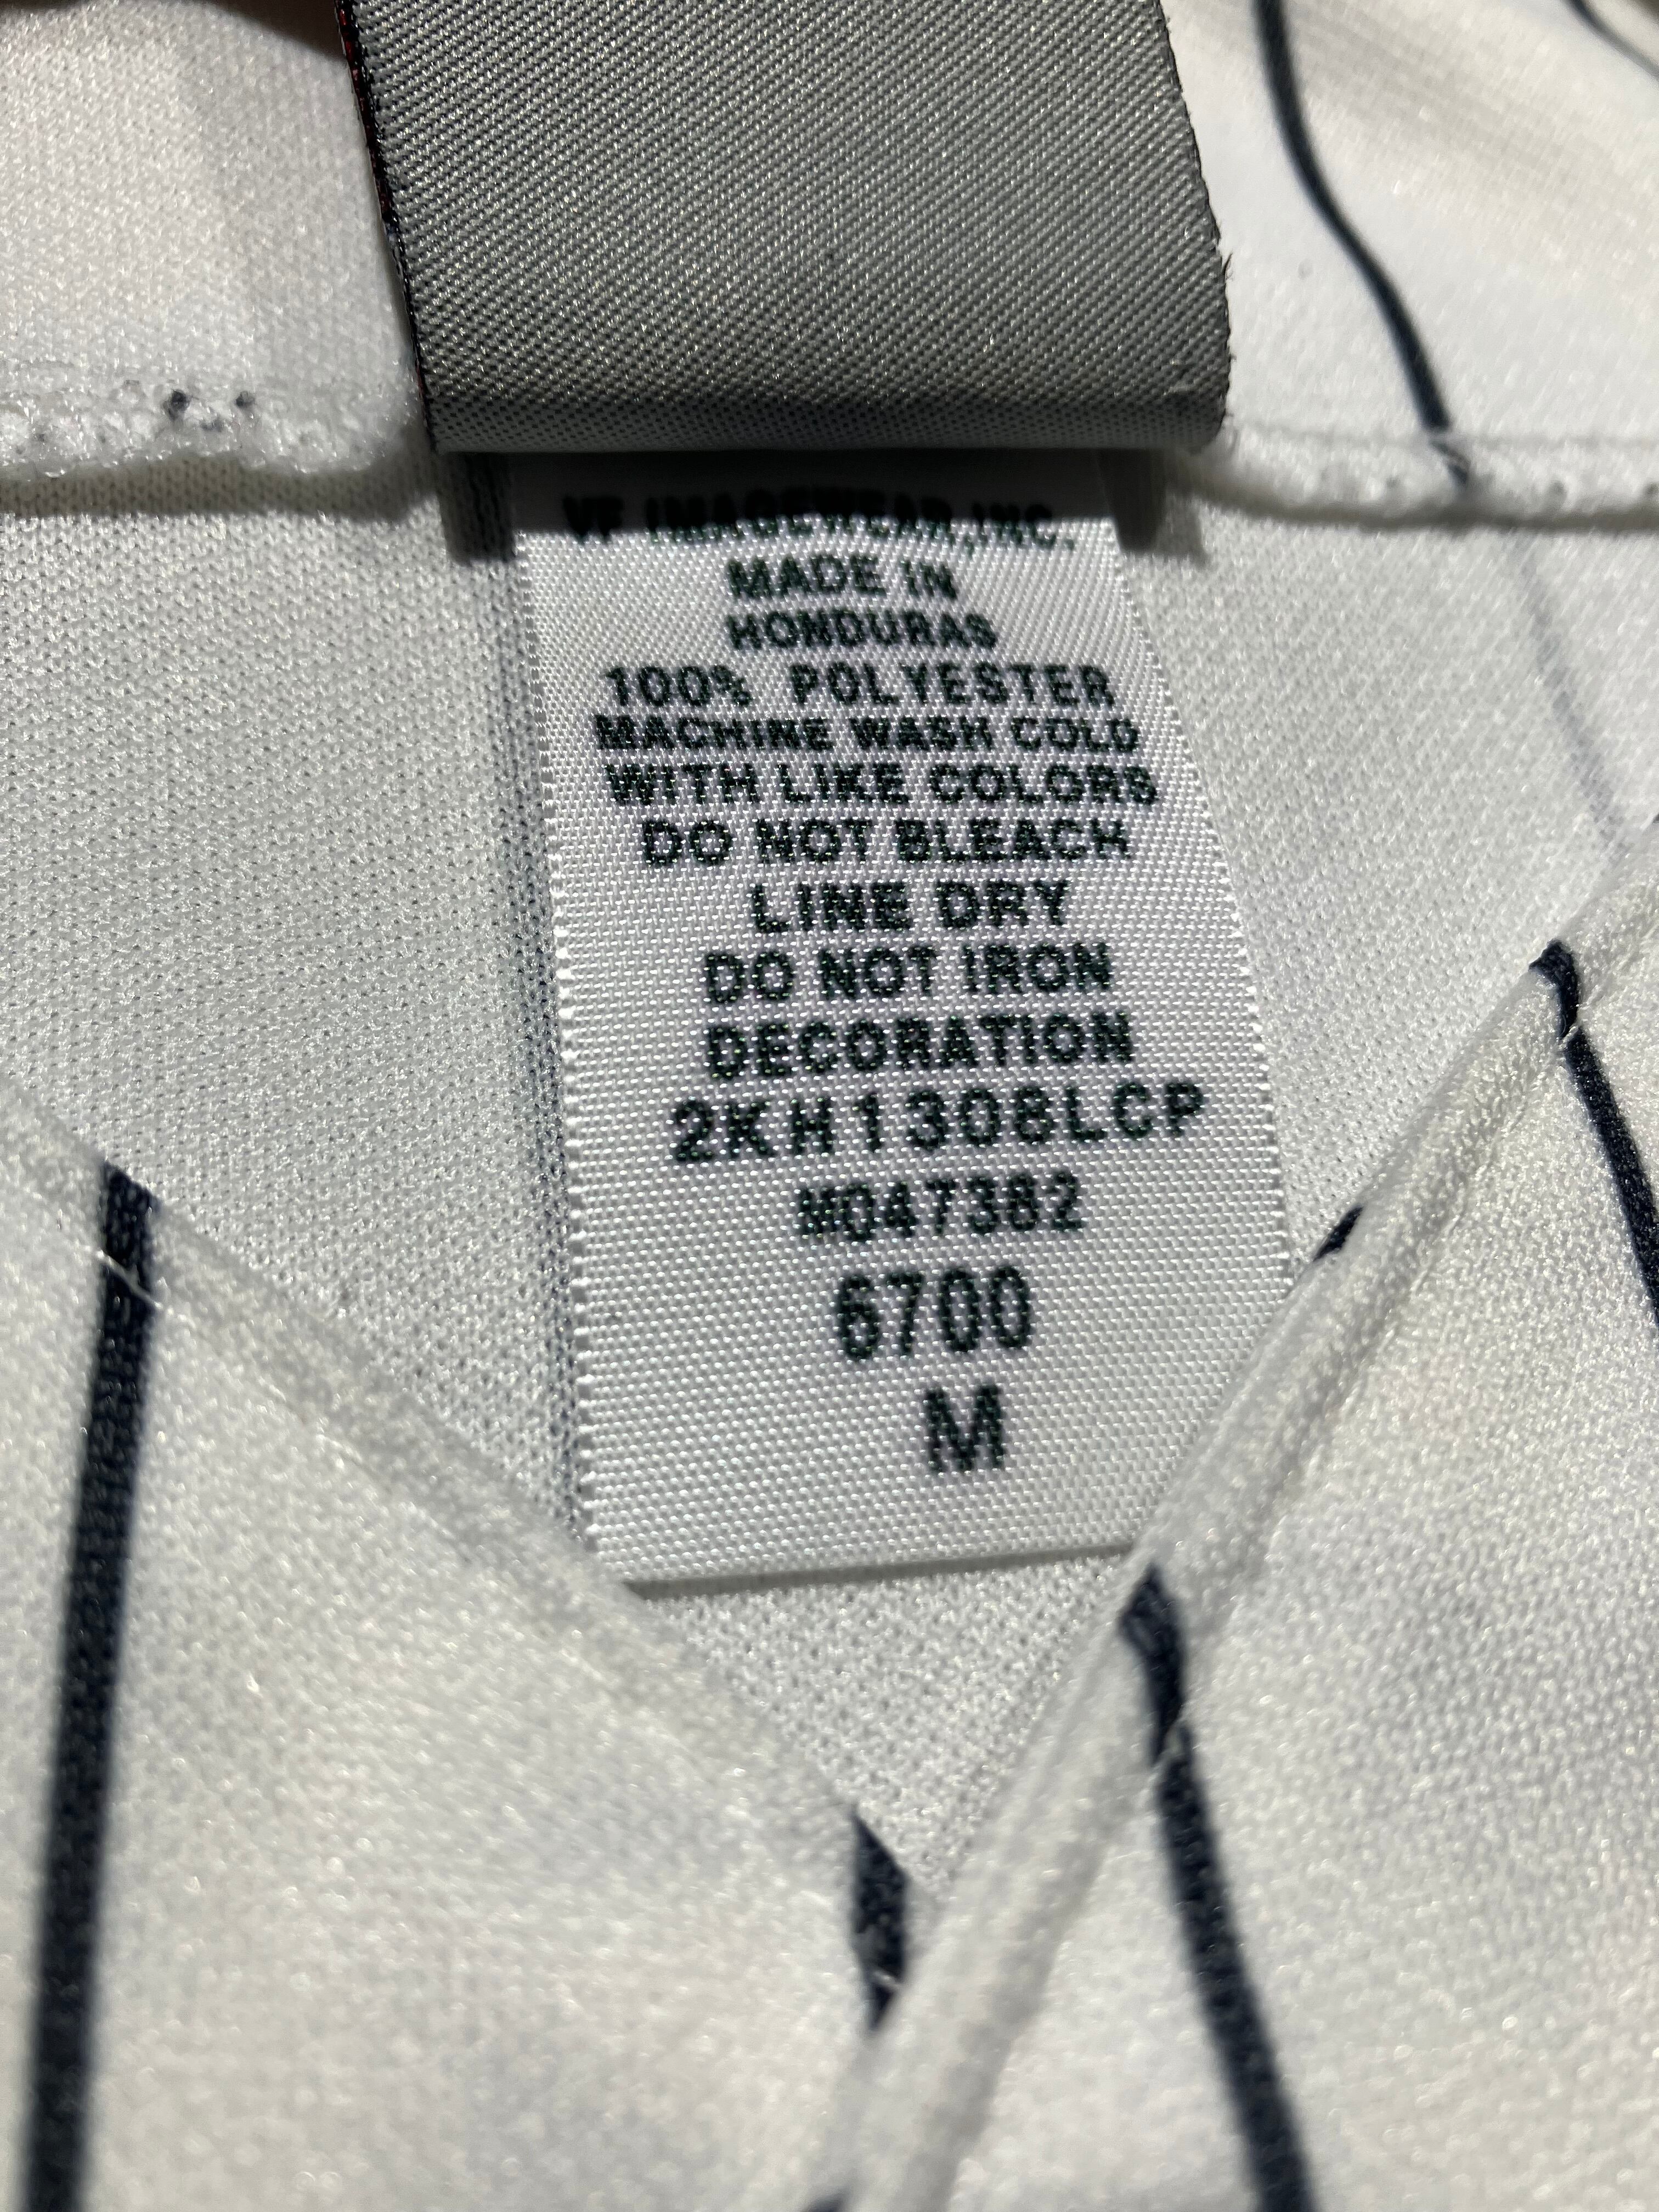 VF IMAGEWEAR,INC.
MADE IN
HONDURAS
100% POLYESTER
MACHINE WASH COLD
WITH LIKE COLORS
DO NOT BLEACH
LINE DRY
DO NOT IRON
DECORATION
2KH1308LCP
#047382
6700
M